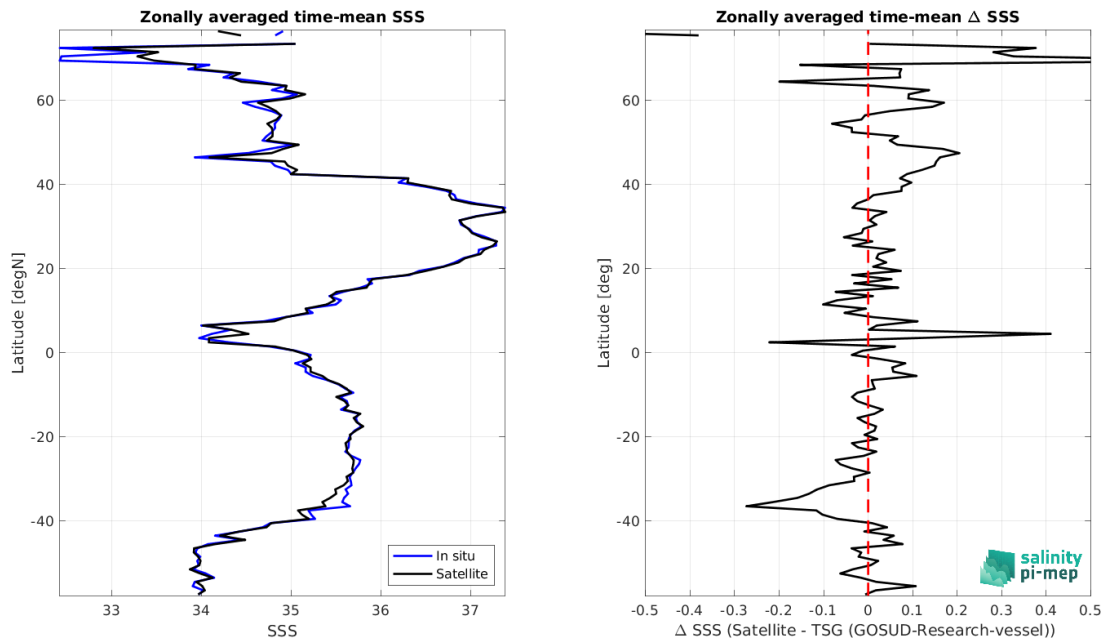 Zonally averaged time-mean SSS
60
40
20
0
-20
-40
Latitude [degN]
33
34
35
36
37
SSS
In situ
Satellite
Zonally averaged time-mean Δ SSS
60
40
20
0
-20
-40
Latitude [deg]
-0.5
-0.4
-0.3
-0.2
-0.1
0
0.1
0.2
0.3
0.4
0.5
Δ SSS (Satellite - TSG (GOSUD-Research-vessel))
salinity
pi-mep